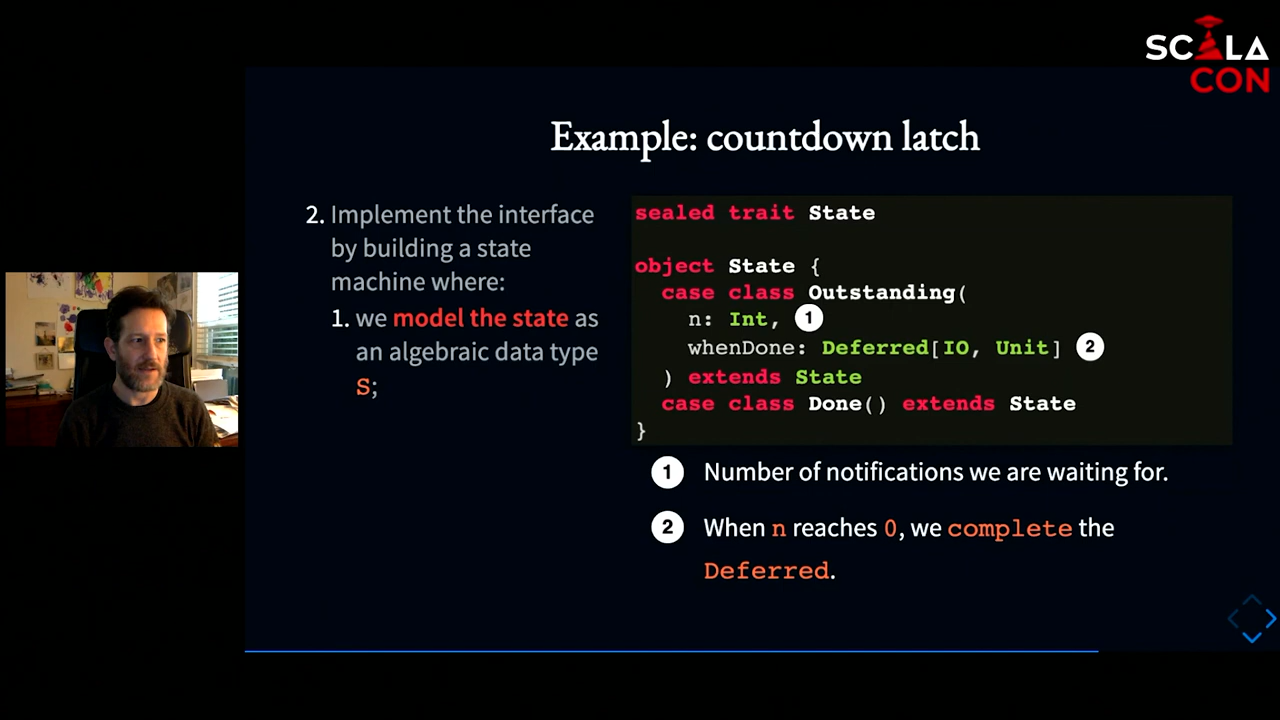 SCALA
CON
Example: countdown latch
2. Implement the interface
by building a state
machine where:
1. we model the state as
an algebraic data type
S;
sealed trait State
object State {
case class Outstanding(
n: Int, 1
whenDone: Deferred[IO, Unit] 2
) extends State
case class Done() extends State
}
1 Number of notifications we are waiting for.
2 When n reaches 0, we complete the
Deferred.